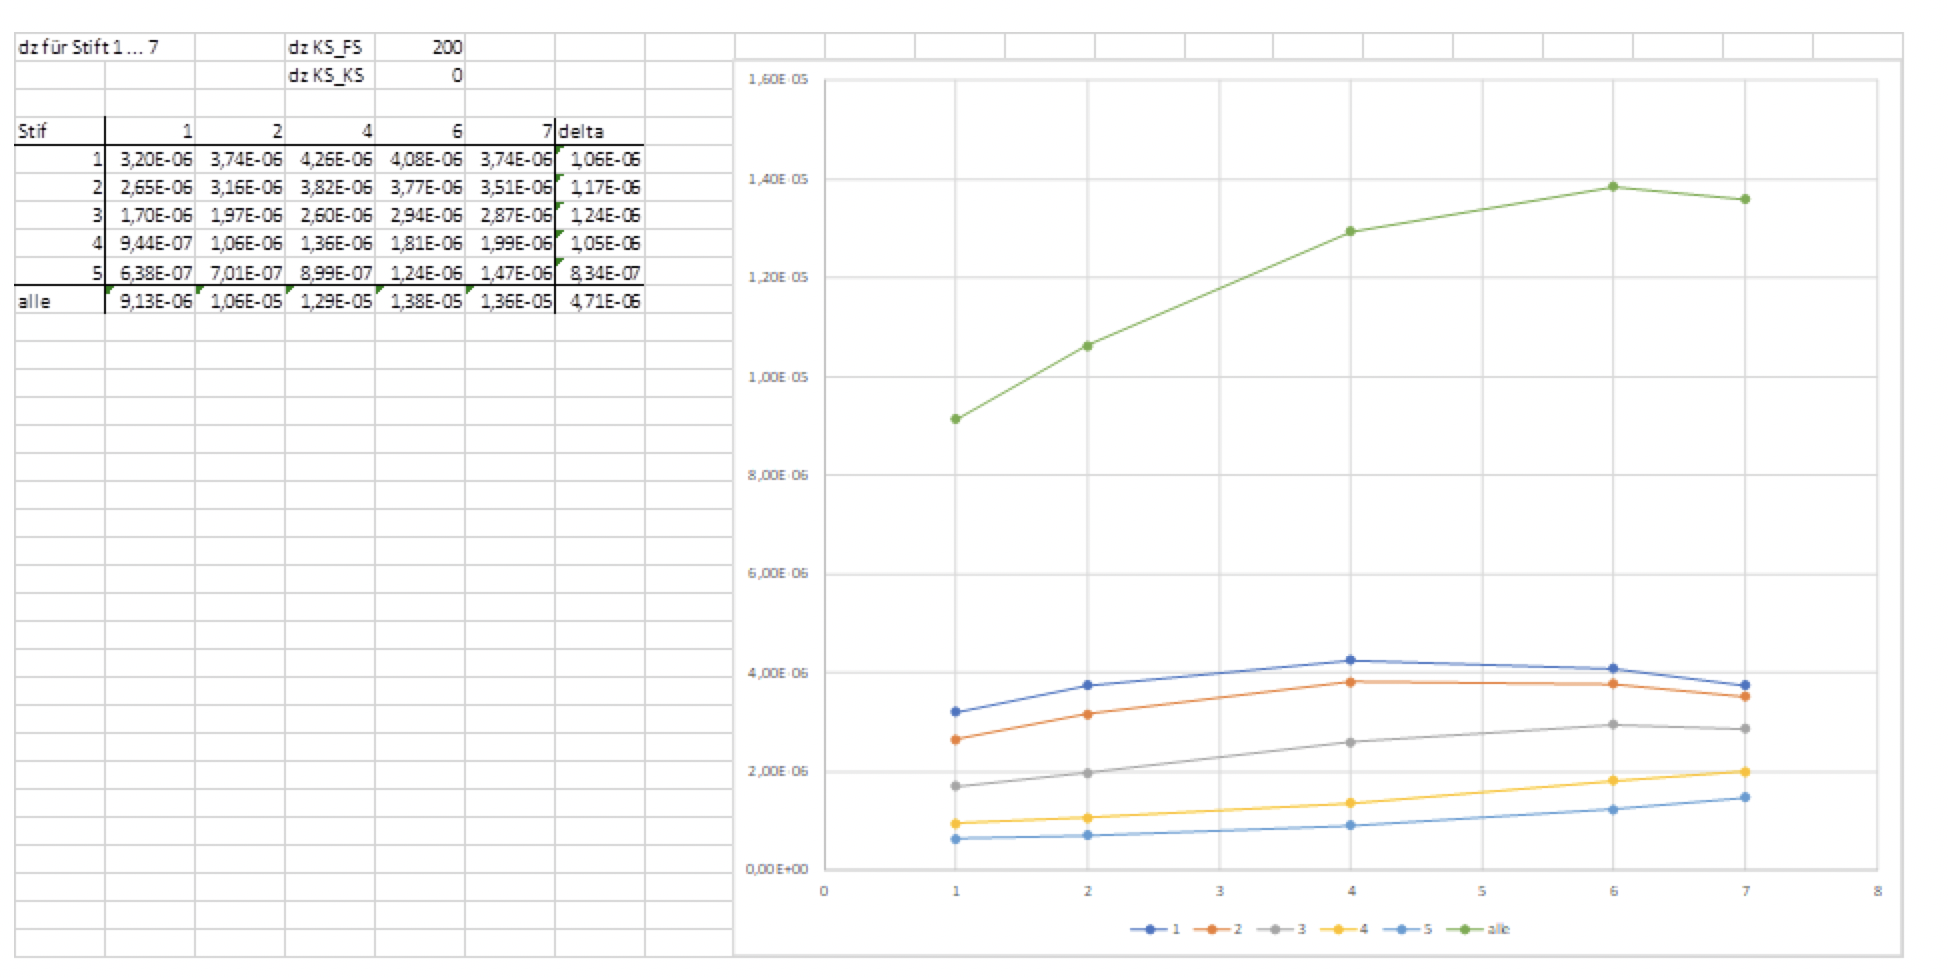 dz für Stift 1 ... 7 dz KS_FS 200
dz KS_KS 0
Stif 1 2 4 6 7 delta
1 3,20E-06 3,74E-06 4,26E-06 4,08E-06 3,74E-06 1,06E-06
2 2,65E-06 3,16E-06 3,82E-06 3,77E-06 3,51E-06 1,17E-06
3 1,70E-06 1,97E-06 2,60E-06 2,94E-06 2,87E-06 1,24E-06
4 9,44E-07 1,06E-06 1,36E-06 1,81E-06 1,99E-06 1,05E-06
5 6,38E-07 7,01E-07 8,99E-07 1,24E-06 1,47E-06 8,34E-07
alle 9,13E-06 1,06E-05 1,29E-05 1,38E-05 1,36E-05 4,71E-06
1,60E-05
1,40E-05
1,20E-05
1,00E-05
8,00E-06
6,00E-06
4,00E-06
2,00E-06
0,00E+00
0 1 2 3 4 5 6 7 8
1 2 3 4 5 alle